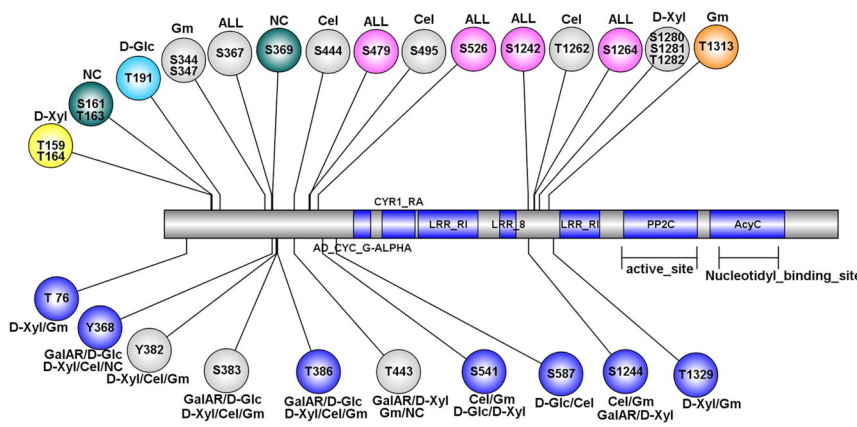 Gm
ALL
NC
Cel
ALL
Cel
ALL
ALL
Cel
ALL
D-Xyl
Gm
S344
S347
S367
S369
S444
S479
S495
S526
S1242
T1262
S1264
S1280
S1281
T1282
T1313
D-Glc
T191
NC
S161
T163
D-Xyl
T159
T164
CYR1_RA
LRR_RI
LRR_8
LRR_RI
PP2C
AcyC
AD_CYC_G-ALPHA
active_site
Nucleotidyl_binding_site
T 76
D-Xyl/Gm
Y368
GalAR/D-Glc
D-Xyl/Cel/NC
Y382
D-Xyl/Cel/Gm
S383
GalAR/D-Glc
D-Xyl/Cel/Gm
T386
GalAR/D-Glc
D-Xyl/Cel/Gm
T443
GalAR/D-Xyl
Gm/NC
S541
Cel/Gm
D-Glc/D-Xyl
S587
D-Glc/Cel
S1244
Cel/Gm
GalAR/D-Xyl
T1329
D-Xyl/Gm